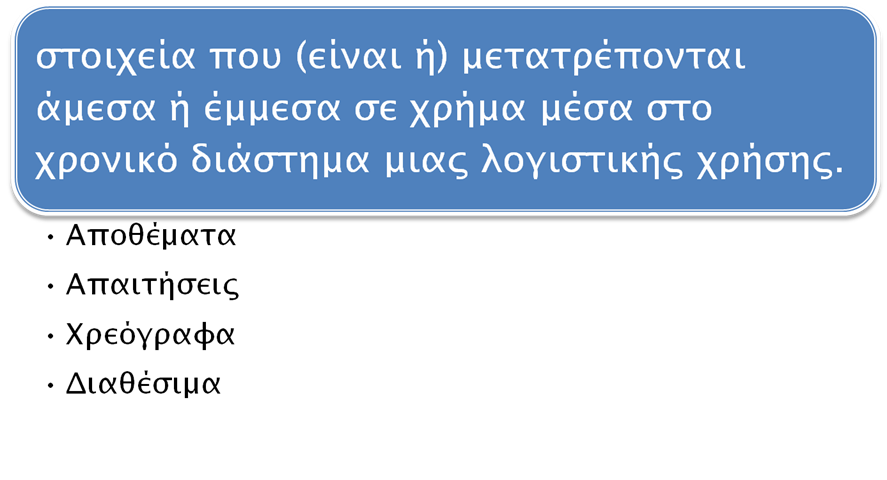 στοιχεία που (είναι ή) μετατρέπονται
άμεσα ή έμμεσα σε χρήμα μέσα στο
χρονικό διάστημα μιας λογιστικής χρήσης.
• Αποθέματα
• Απαιτήσεις
• Χρεόγραφα
• Διαθέσιμα